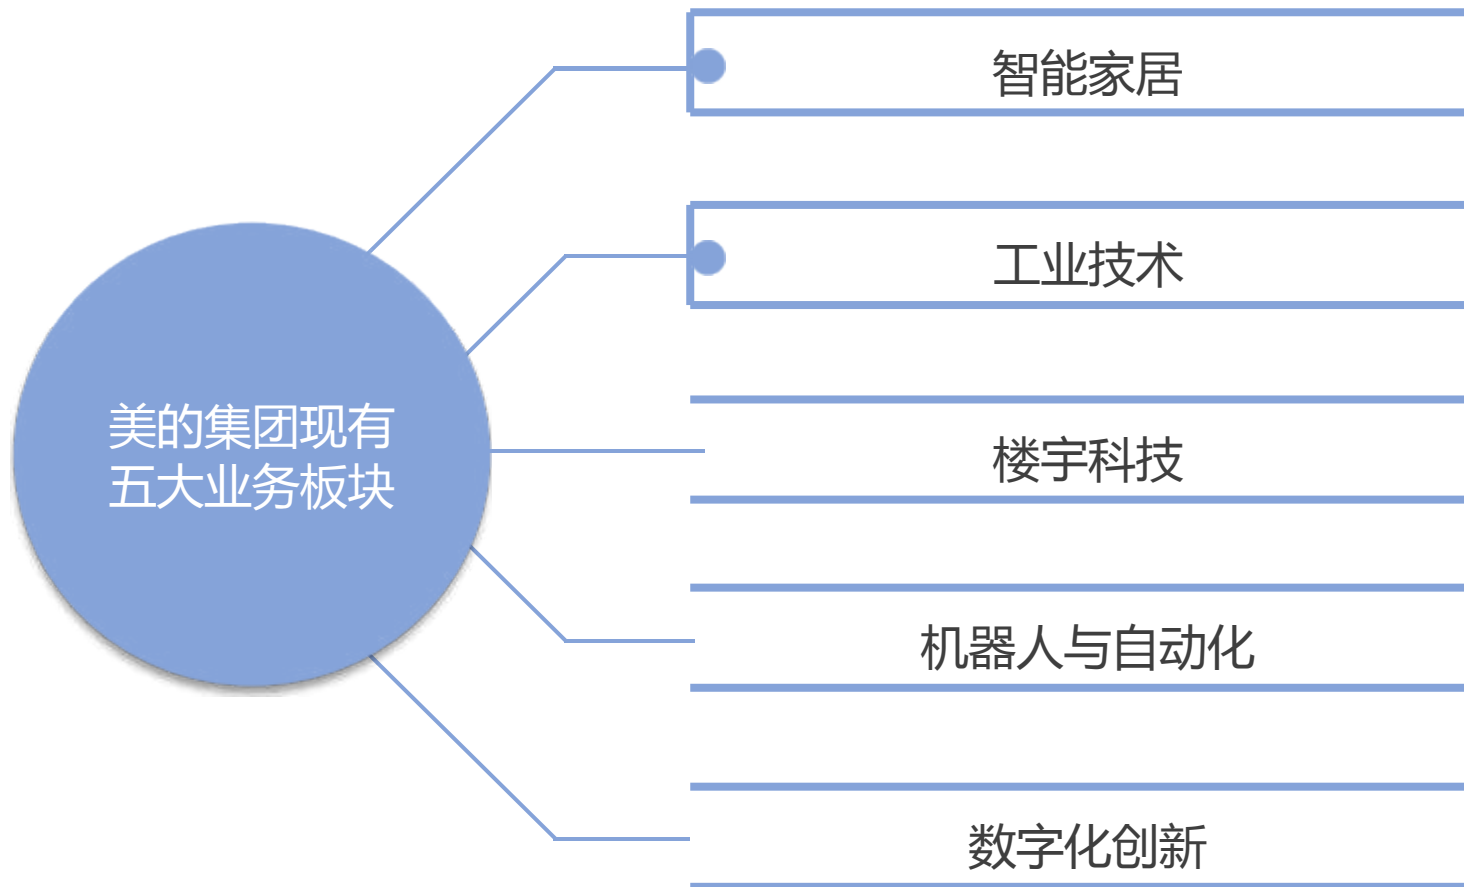 美的集团现有
五大业务板块
智能家居
工业技术
楼宇科技
机器人与自动化
数字化创新